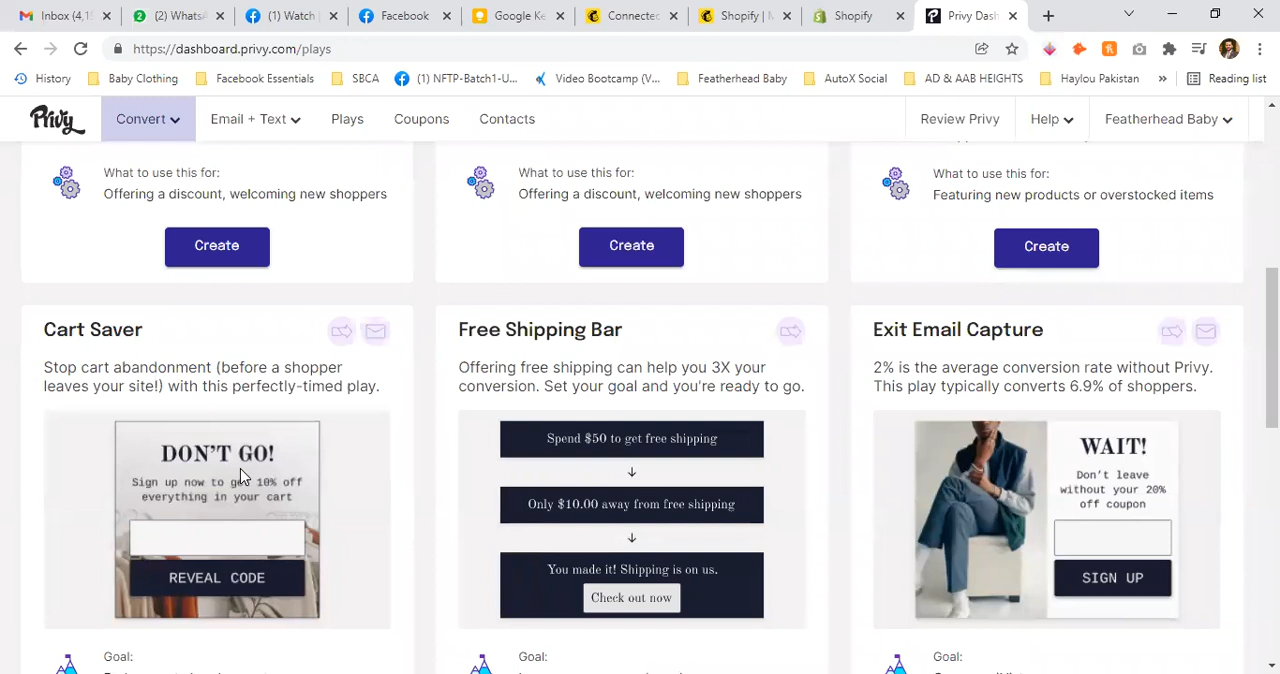 Inbox (4,1
2
WhatsA
f (1) Watch |
Facebook
Google Ke
Connecte
Shopify | M
Shopify
Privy Dash
https://dashboard.privy.com/plays
History
Baby Clothing
Facebook Essentials
SBCA
(1) NFTP-Batch1-U...
Video Bootcamp (V...
Featherhead Baby
AutoX Social
AD & AAB HEIGHTS
Haylou Pakistan
»
Reading list
Privy
Convert
Email + Text
Plays
Coupons
Contacts
Review Privy
Help
Featherhead Baby
What to use this for:
Offering a discount, welcoming new shoppers
Create
What to use this for:
Offering a discount, welcoming new shoppers
Create
What to use this for:
Featuring new products or overstocked items
Create
Cart Saver
Stop cart abandonment (before a shopper
leaves your site!) with this perfectly-timed play.
DON'T GO!
Sign up now to get 10% off
everything in your cart
REVEAL CODE
Goal:
Free Shipping Bar
Offering free shipping can help you 3X your
conversion. Set your goal and you're ready to go.
Spend $50 to get free shipping
↓
Only $10.00 away from free shipping
↓
You made it! Shipping is on us.
Check out now
Goal:
Exit Email Capture
2% is the average conversion rate without Privy.
This play typically converts 6.9% of shoppers.
WAIT!
Don't leave
without your 20%
off coupon
SIGN UP
Goal: